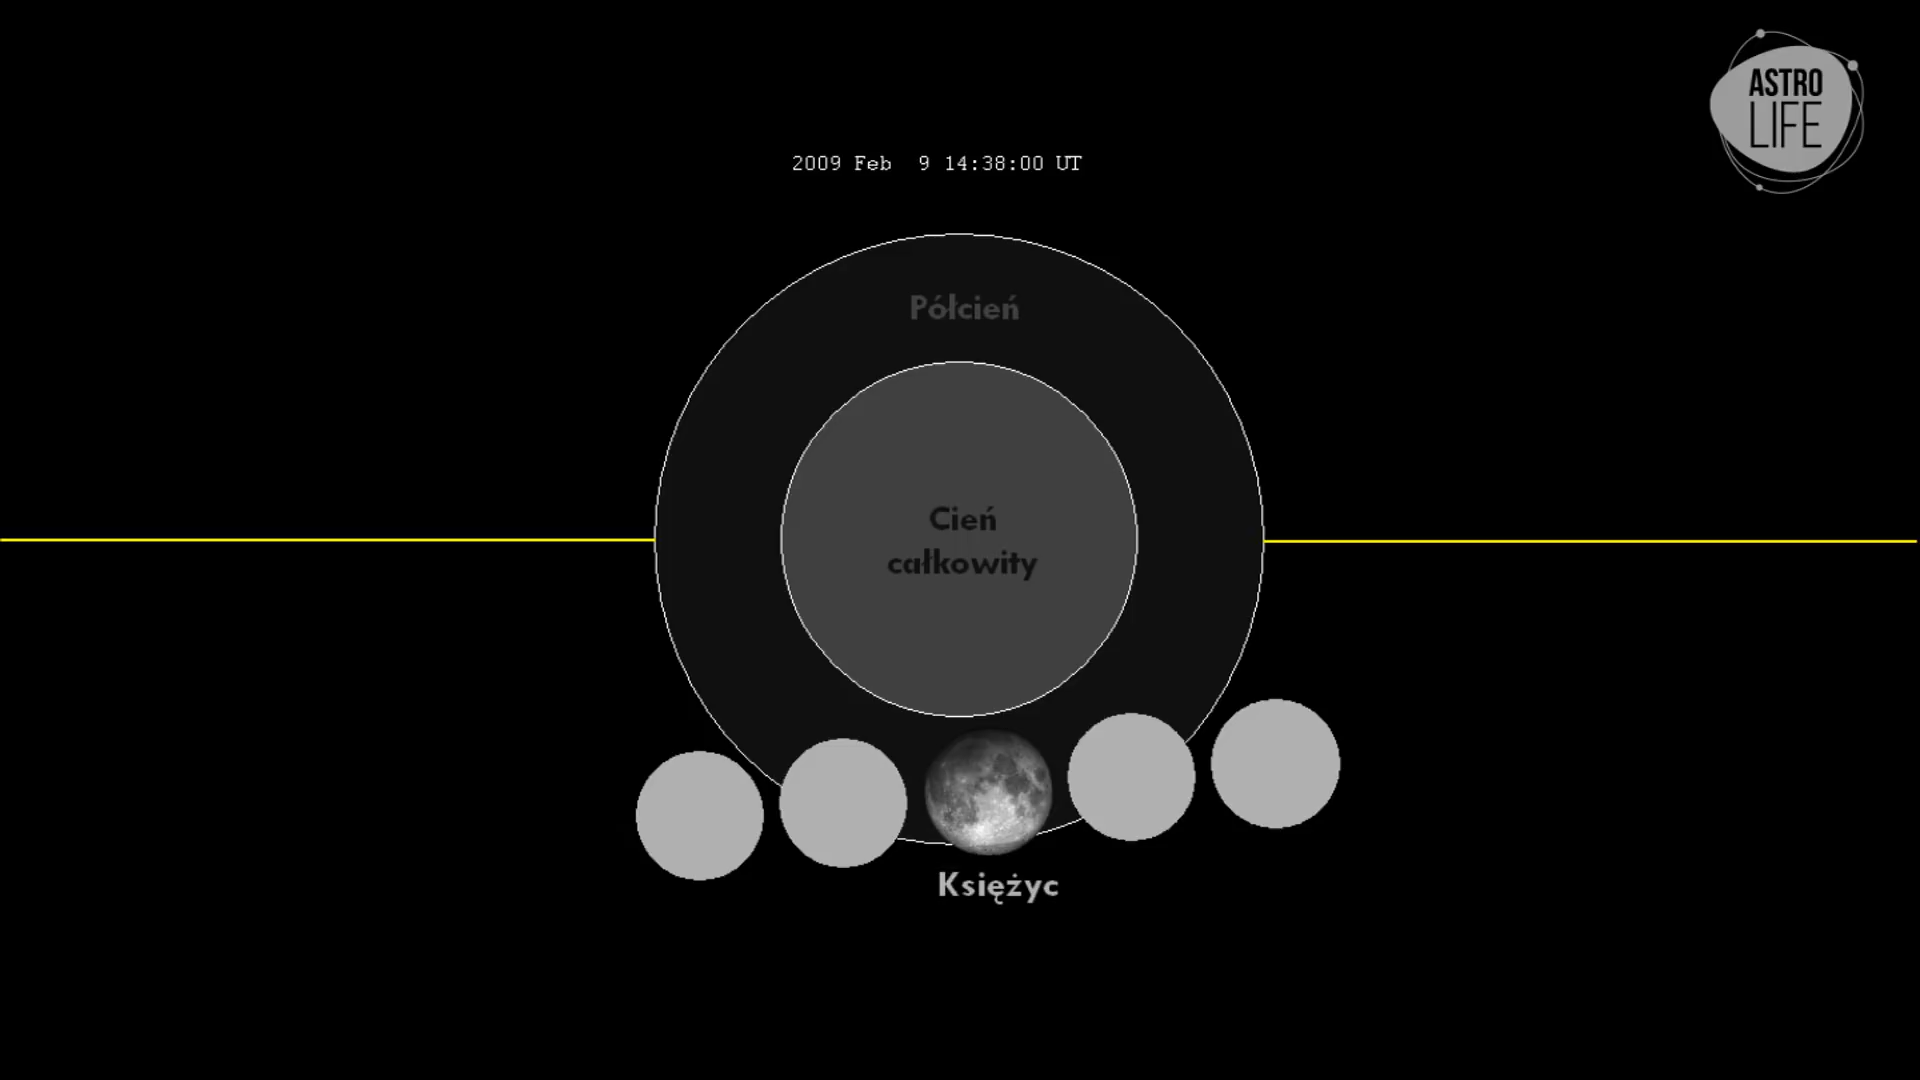 ASTRO
LIFE
2009 Feb  9 14:38:00 UT
Półcień
Cień
całkowity
Księżyc